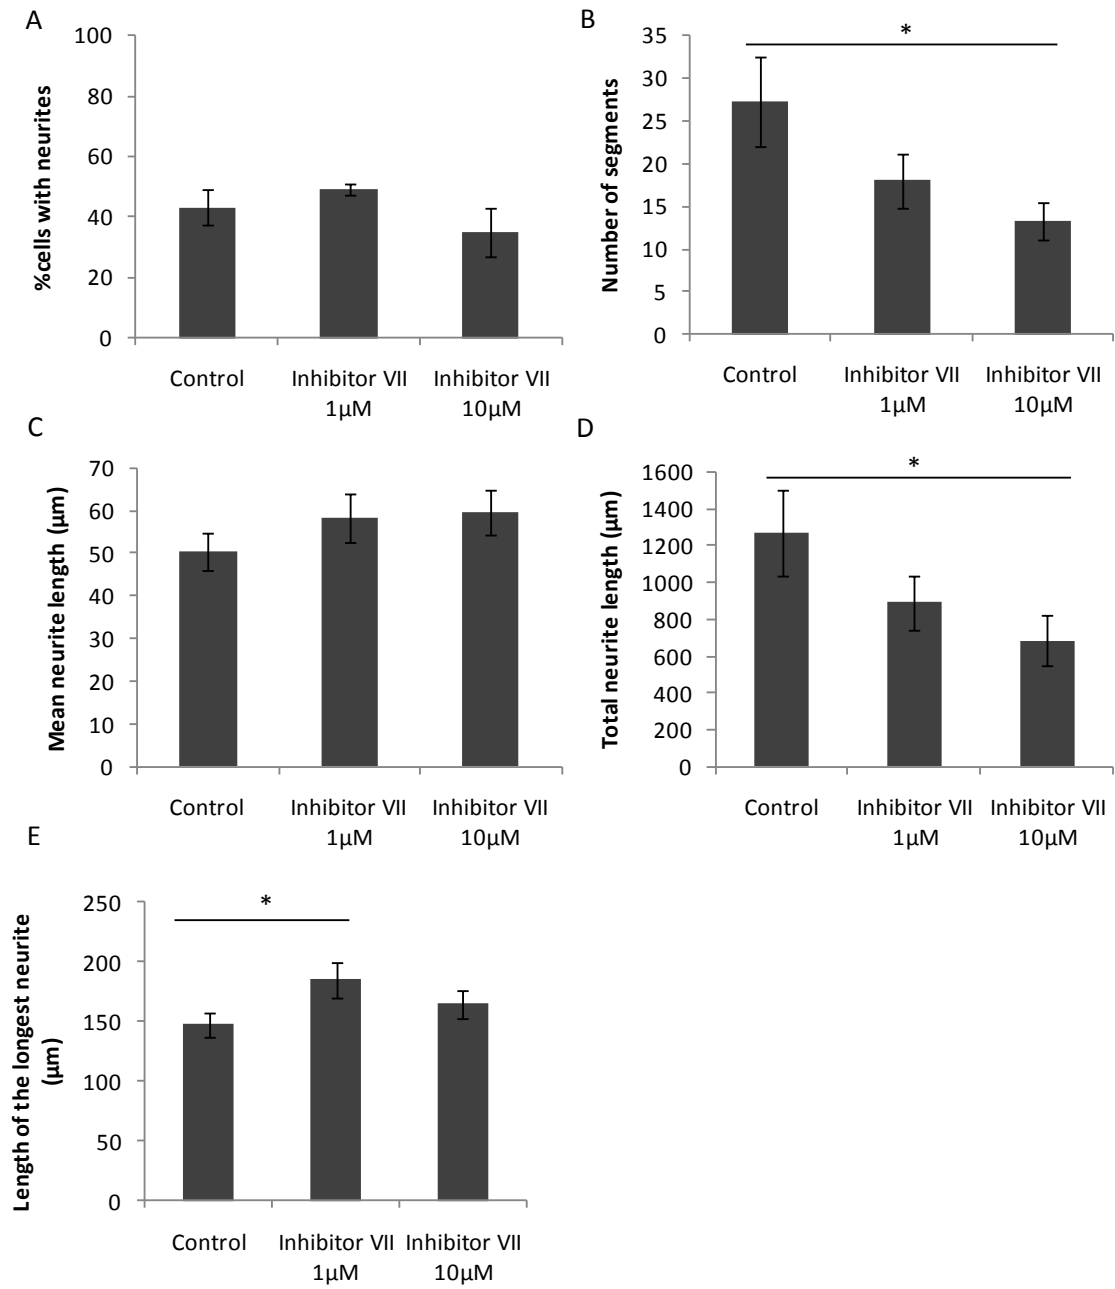 A
%cells with neurites
100
80
60
40
20
0
Control
Inhibitor VII
1µM
Inhibitor VII
10µM
B
Number of segments
35
30
25
20
15
10
5
0
*
Control
Inhibitor VII
1µM
Inhibitor VII
10µM
C
Mean neurite length (µm)
70
60
50
40
30
20
10
0
Control
Inhibitor VII
1µM
Inhibitor VII
10µM
D
Total neurite length (µm)
1600
1400
1200
1000
800
600
400
200
0
*
Control
Inhibitor VII
1µM
Inhibitor VII
10µM
E
Length of the longest neurite
(µm)
250
200
150
100
50
0
*
Control
Inhibitor VII
1µM
Inhibitor VII
10µM